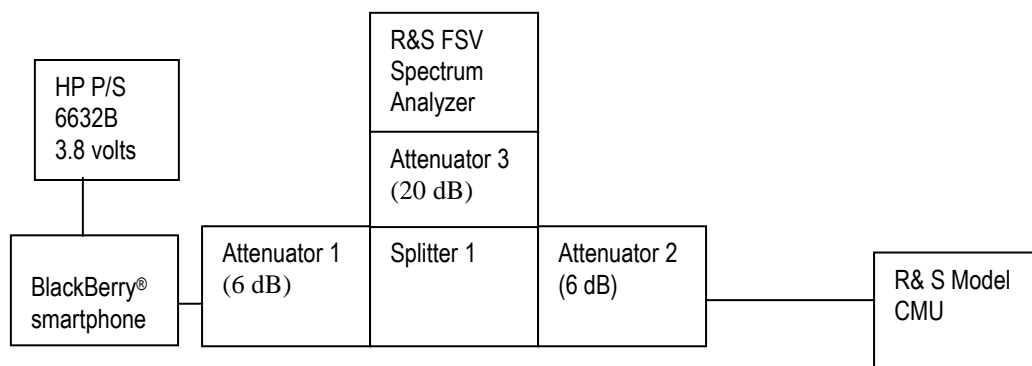 R&S FSV
Spectrum
Analyzer
HP P/S
6632B
3.8 volts
Attenuator 3
(20 dB)
BlackBerry®
smartphone
Attenuator 1
(6 dB)
Splitter 1
Attenuator 2
(6 dB)
R& S Model
CMU